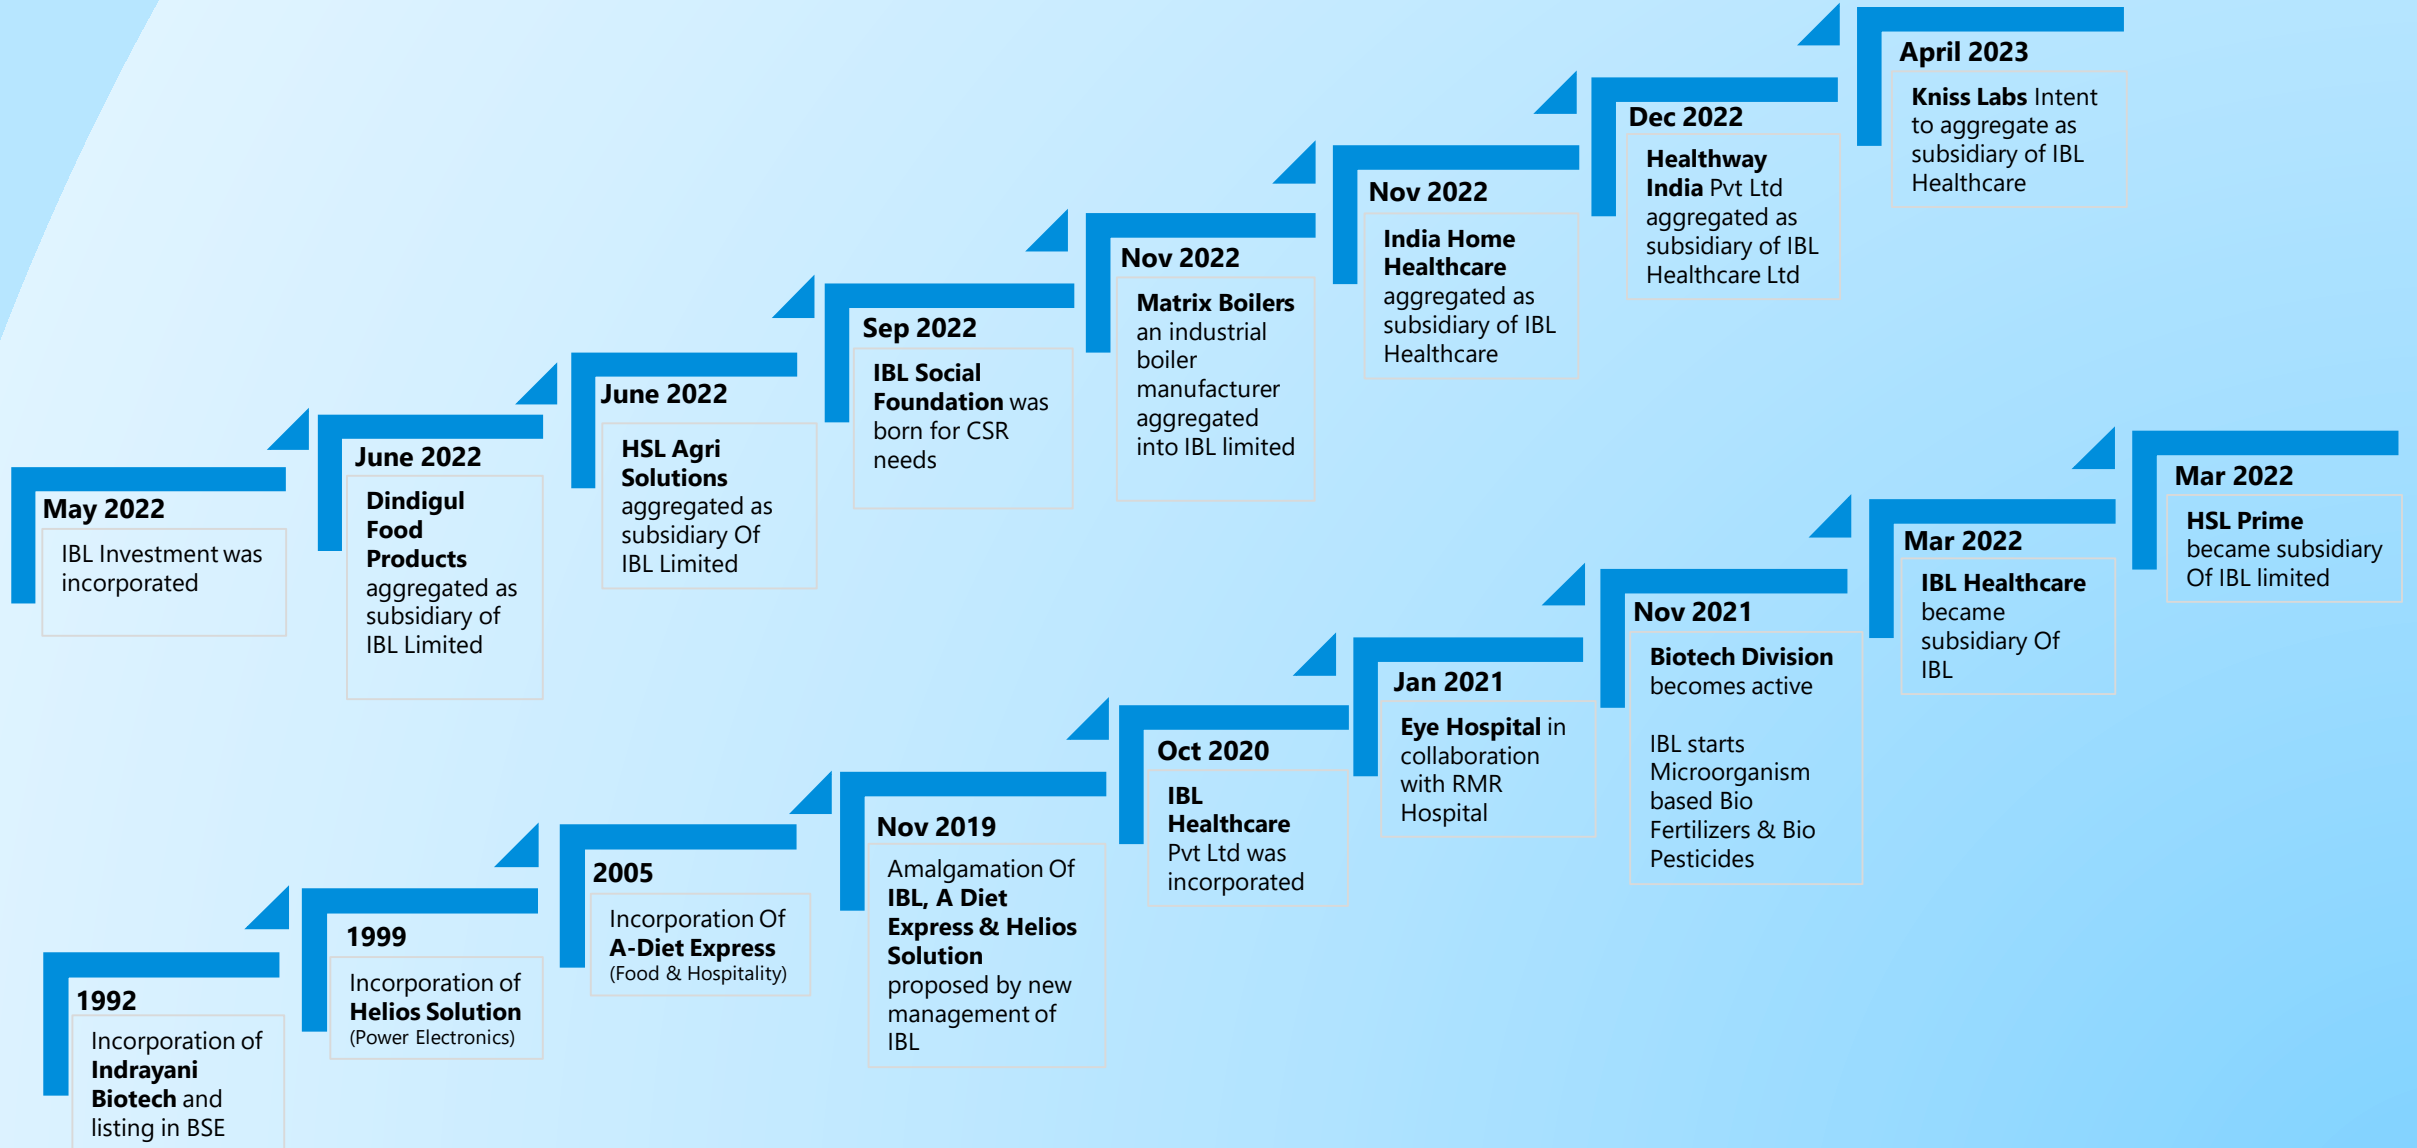 April 2023
Kniss Labs Intent
to aggregate as
subsidiary of IBL
Healthcare
Dec 2022
Healthway
India Pvt Ltd
aggregated as
subsidiary of IBL
Healthcare Ltd
Nov 2022
India Home
Healthcare
aggregated as
subsidiary of IBL
Healthcare
Nov 2022
Matrix Boilers
an industrial
boiler
manufacturer
aggregated
into IBL limited
Sep 2022
IBL Social
Foundation was
born for CSR
needs
June 2022
HSL Agri
Solutions
aggregated as
subsidiary Of
IBL Limited
June 2022
Dindigul
Food
Products
aggregated as
subsidiary of
IBL Limited
May 2022
IBL Investment was
incorporated
Mar 2022
HSL Prime
became subsidiary
Of IBL limited
Mar 2022
IBL Healthcare
became
subsidiary Of
IBL
Nov 2021
Biotech Division
becomes active
IBL starts
Microorganism
based Bio
Fertilizers & Bio
Pesticides
Jan 2021
Eye Hospital in
collaboration
with RMR
Hospital
Oct 2020
IBL
Healthcare
Pvt Ltd was
incorporated
Nov 2019
Amalgamation Of
IBL, A Diet
Express & Helios
Solution
proposed by new
management of
IBL
2005
Incorporation Of
A-Diet Express
(Food & Hospitality)
1999
Incorporation of
Helios Solution
(Power Electronics)
1992
Incorporation of
Indrayani
Biotech and
listing in BSE